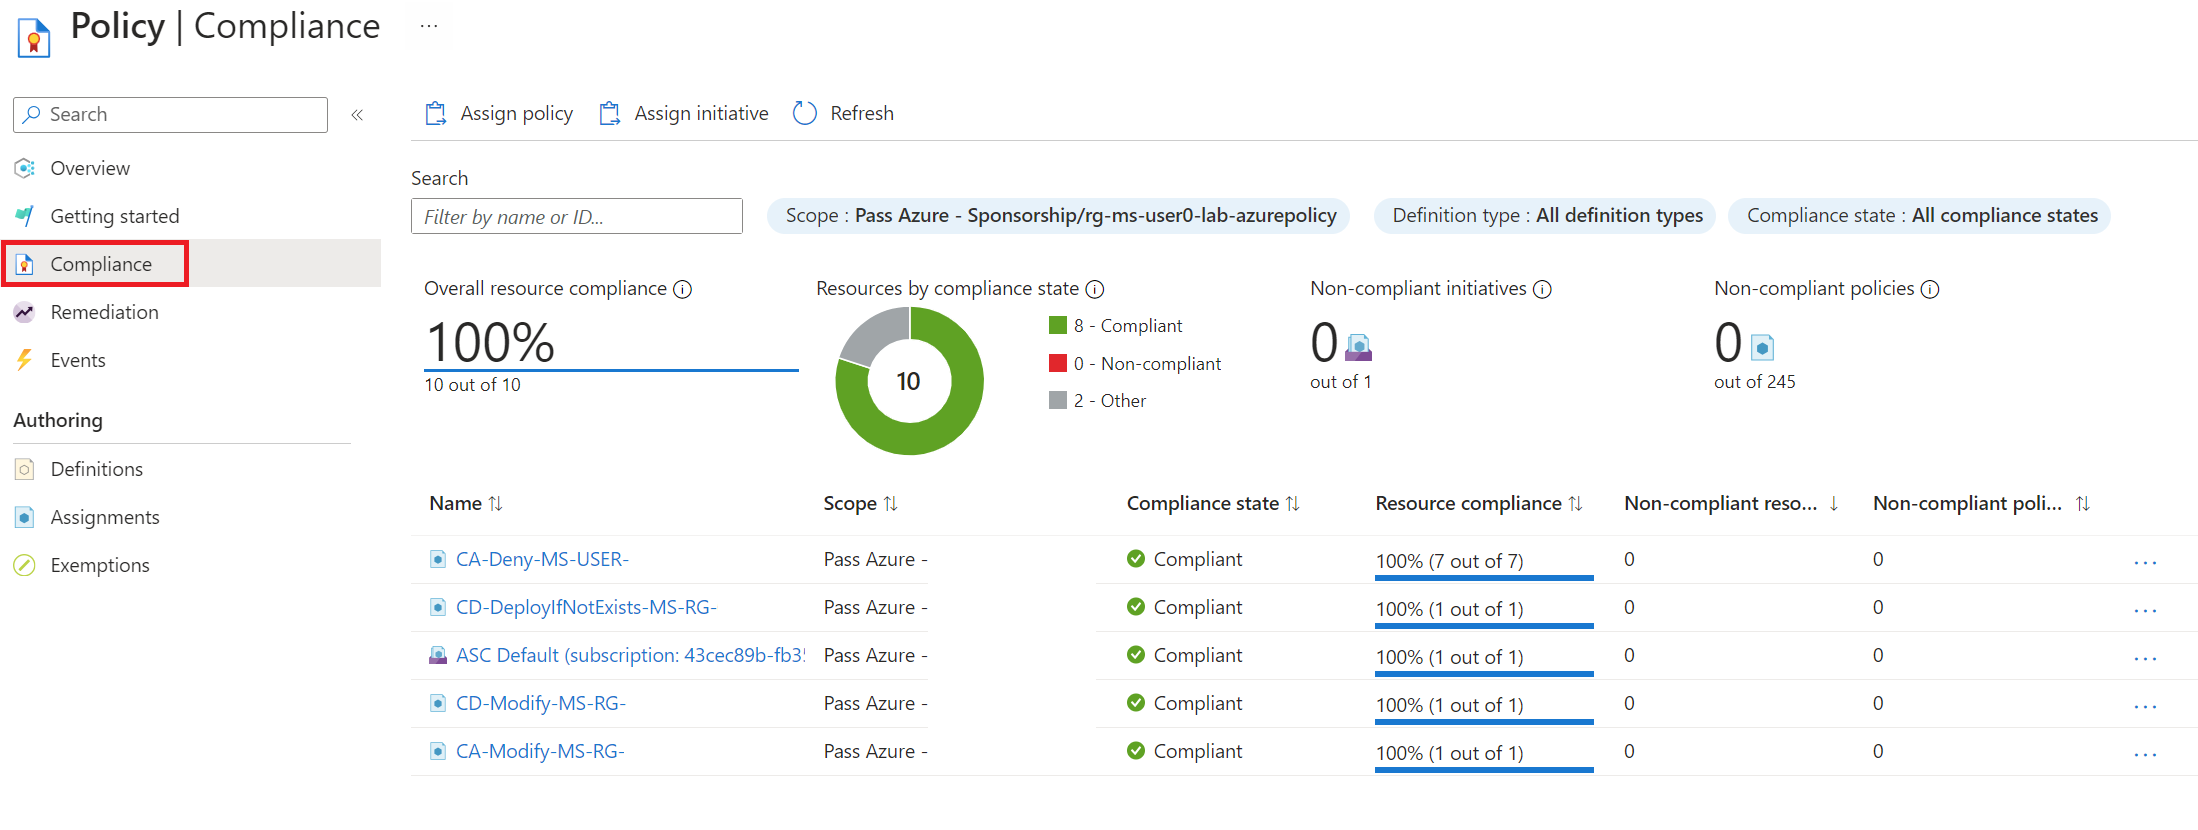 Policy | Compliance ...
Search «
Overview
Getting started
Compliance
Remediation
Events
Authoring
Definitions
Assignments
Exemptions
Assign policy Assign initiative Refresh
Search
Filter by name or ID... Scope : Pass Azure - Sponsorship/rg-ms-user0-lab-azurepolicy Definition type : All definition types Compliance state : All compliance states
Overall resource compliance
100%
10 out of 10
Resources by compliance state
10
8 - Compliant
0 - Non-compliant
2 - Other
Non-compliant initiatives
0
out of 1
Non-compliant policies
0
out of 245
Name Scope Compliance state Resource compliance Non-compliant reso... Non-compliant poli...
CA-Deny-MS-USER- Pass Azure - Compliant 100% (7 out of 7) 0 0 ...
CD-DeployIfNotExists-MS-RG- Pass Azure - Compliant 100% (1 out of 1) 0 0 ...
ASC Default (subscription: 43cec89b-fb35 Pass Azure - Compliant 100% (1 out of 1) 0 0 ...
CD-Modify-MS-RG- Pass Azure - Compliant 100% (1 out of 1) 0 0 ...
CA-Modify-MS-RG- Pass Azure - Compliant 100% (1 out of 1) 0 0 ...